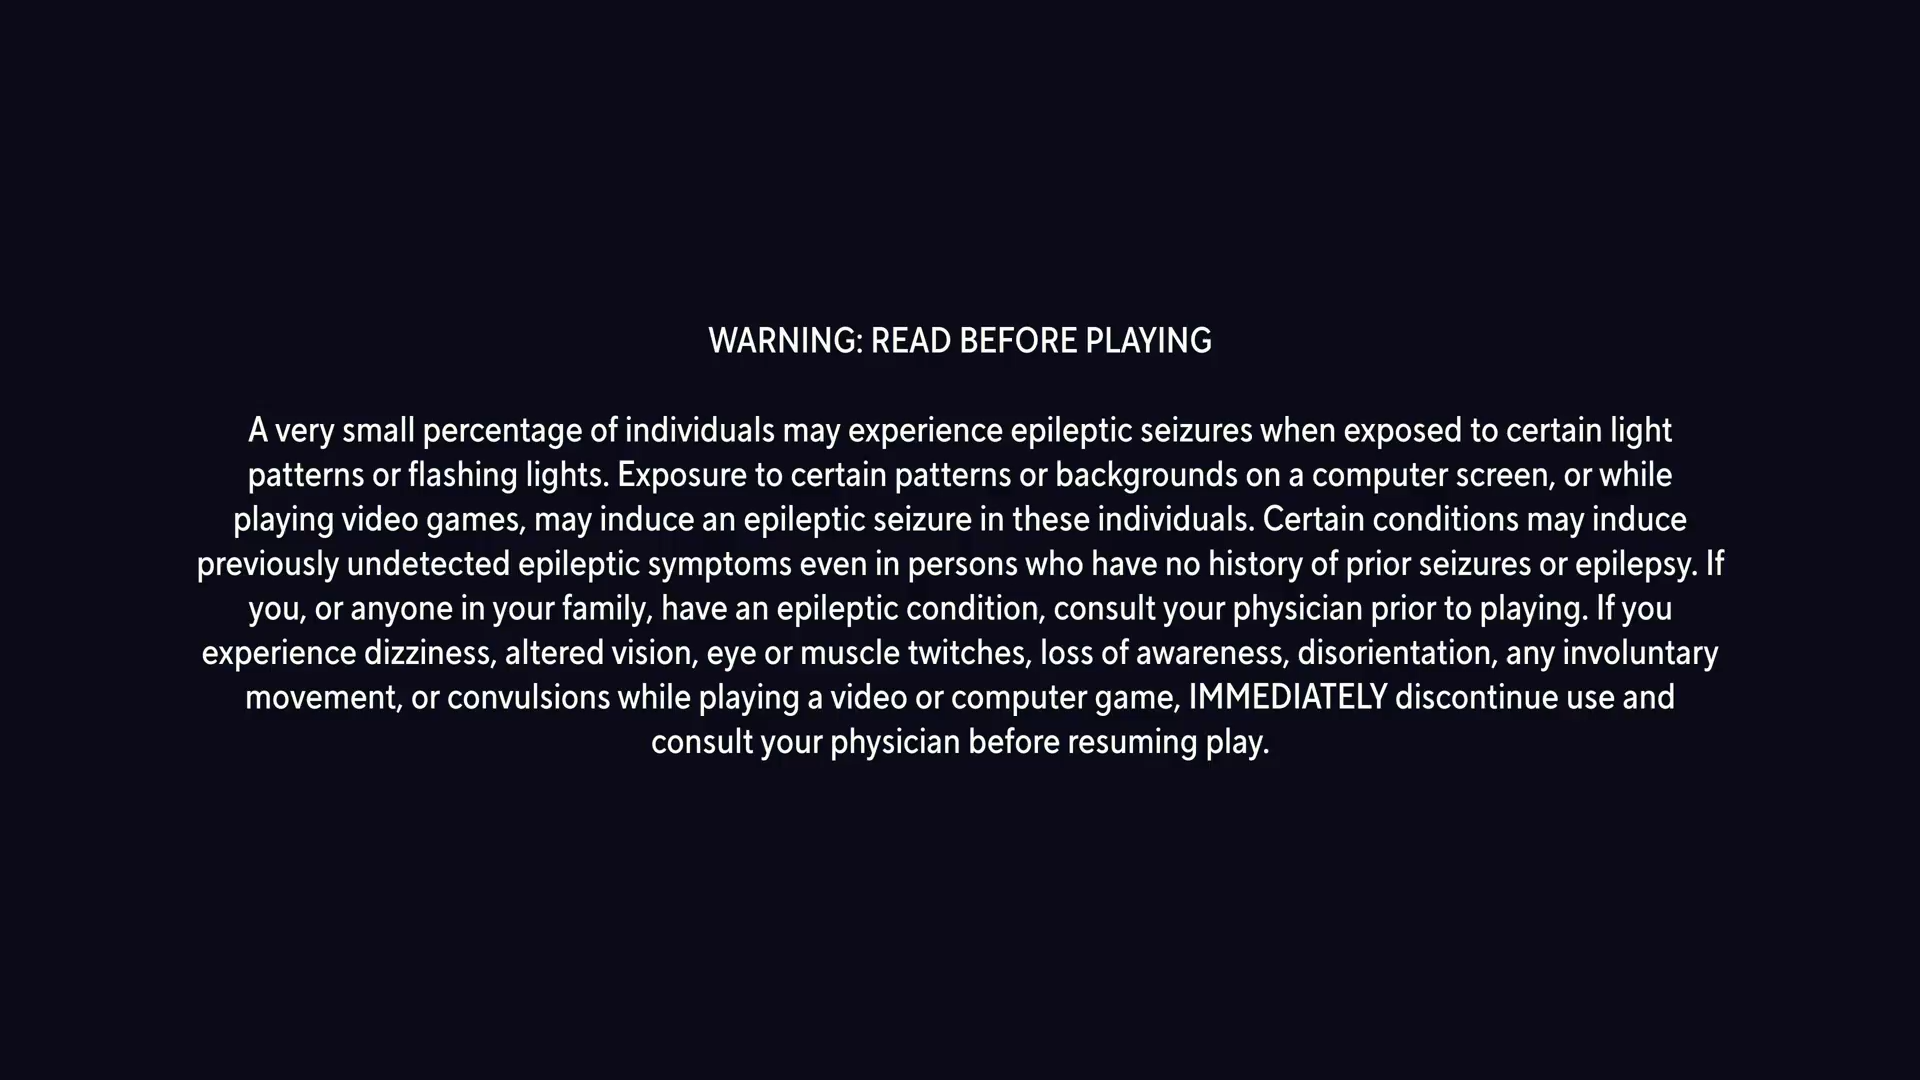 WARNING: READ BEFORE PLAYING
A very small percentage of individuals may experience epileptic seizures when exposed to certain light
patterns or flashing lights. Exposure to certain patterns or backgrounds on a computer screen, or while
playing video games, may induce an epileptic seizure in these individuals. Certain conditions may induce
previously undetected epileptic symptoms even in persons who have no history of prior seizures or epilepsy. If
you, or anyone in your family, have an epileptic condition, consult your physician prior to playing. If you
experience dizziness, altered vision, eye or muscle twitches, loss of awareness, disorientation, any involuntary
movement, or convulsions while playing a video or computer game, IMMEDIATELY discontinue use and
consult your physician before resuming play.